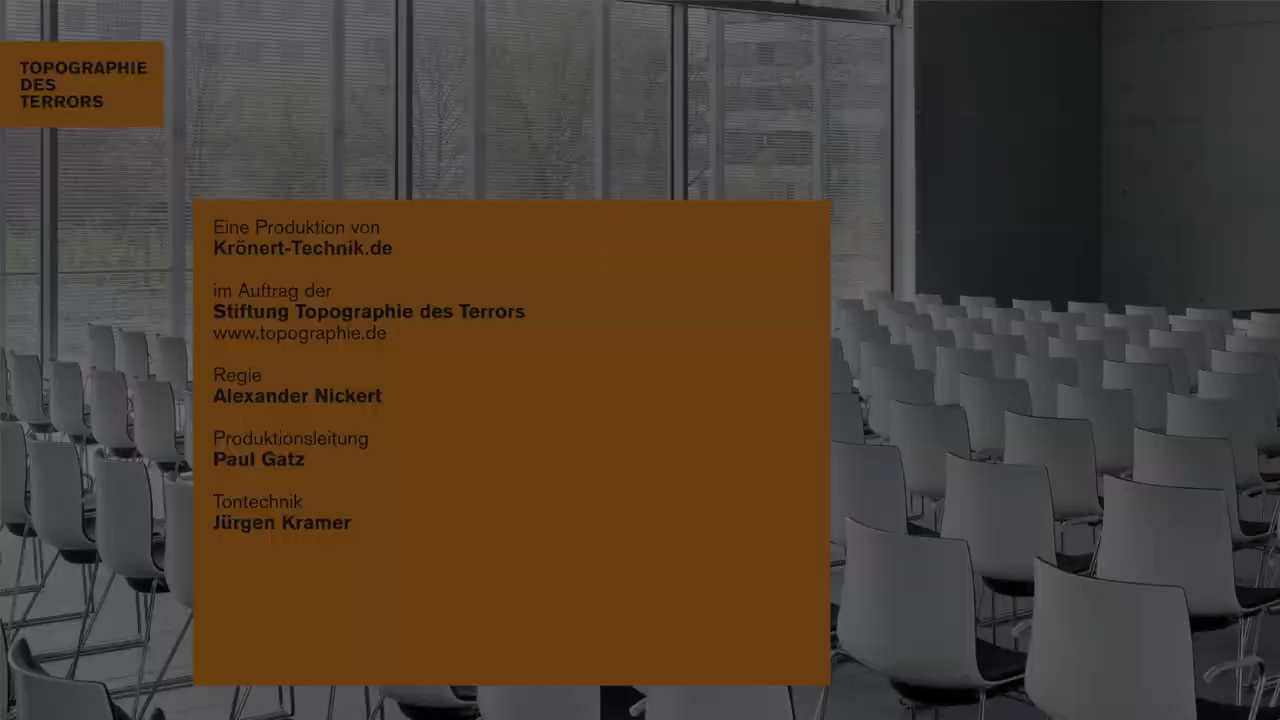 TOPOGRAPHIE
DES
TERRORS
Eine Produktion von
Krönert-Technik.de
im Auftrag der
Stiftung Topographie des Terrors
www.topographie.de
Regie
Alexander Nickert
Produktionsleitung
Paul Gatz
Tontechnik
Jürgen Kramer